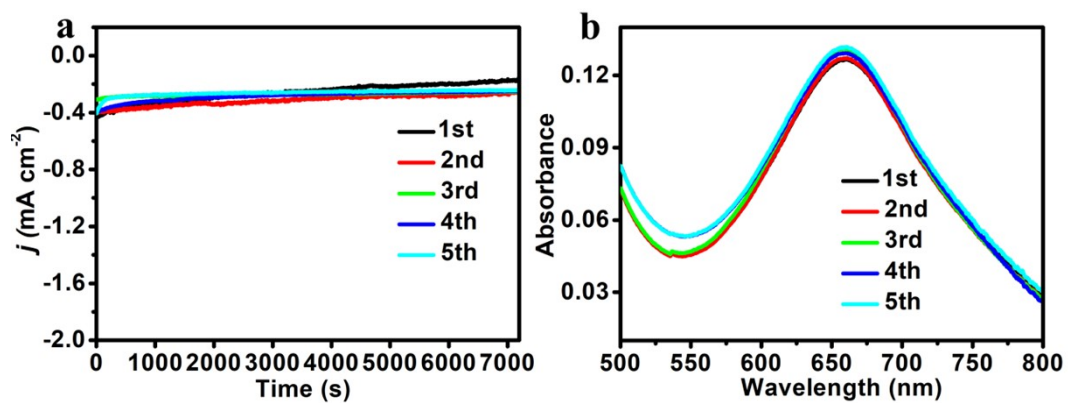 a
0.0
-0.4
-0.8
-1.2
-1.6
-2.0
j (mA cm-2)
1st
2nd
3rd
4th
5th
0 1000 2000 3000 4000 5000 6000 7000
Time (s)
b
0.12
0.09
0.06
0.03
Absorbance
1st
2nd
3rd
4th
5th
500 550 600 650 700 750 800
Wavelength (nm)